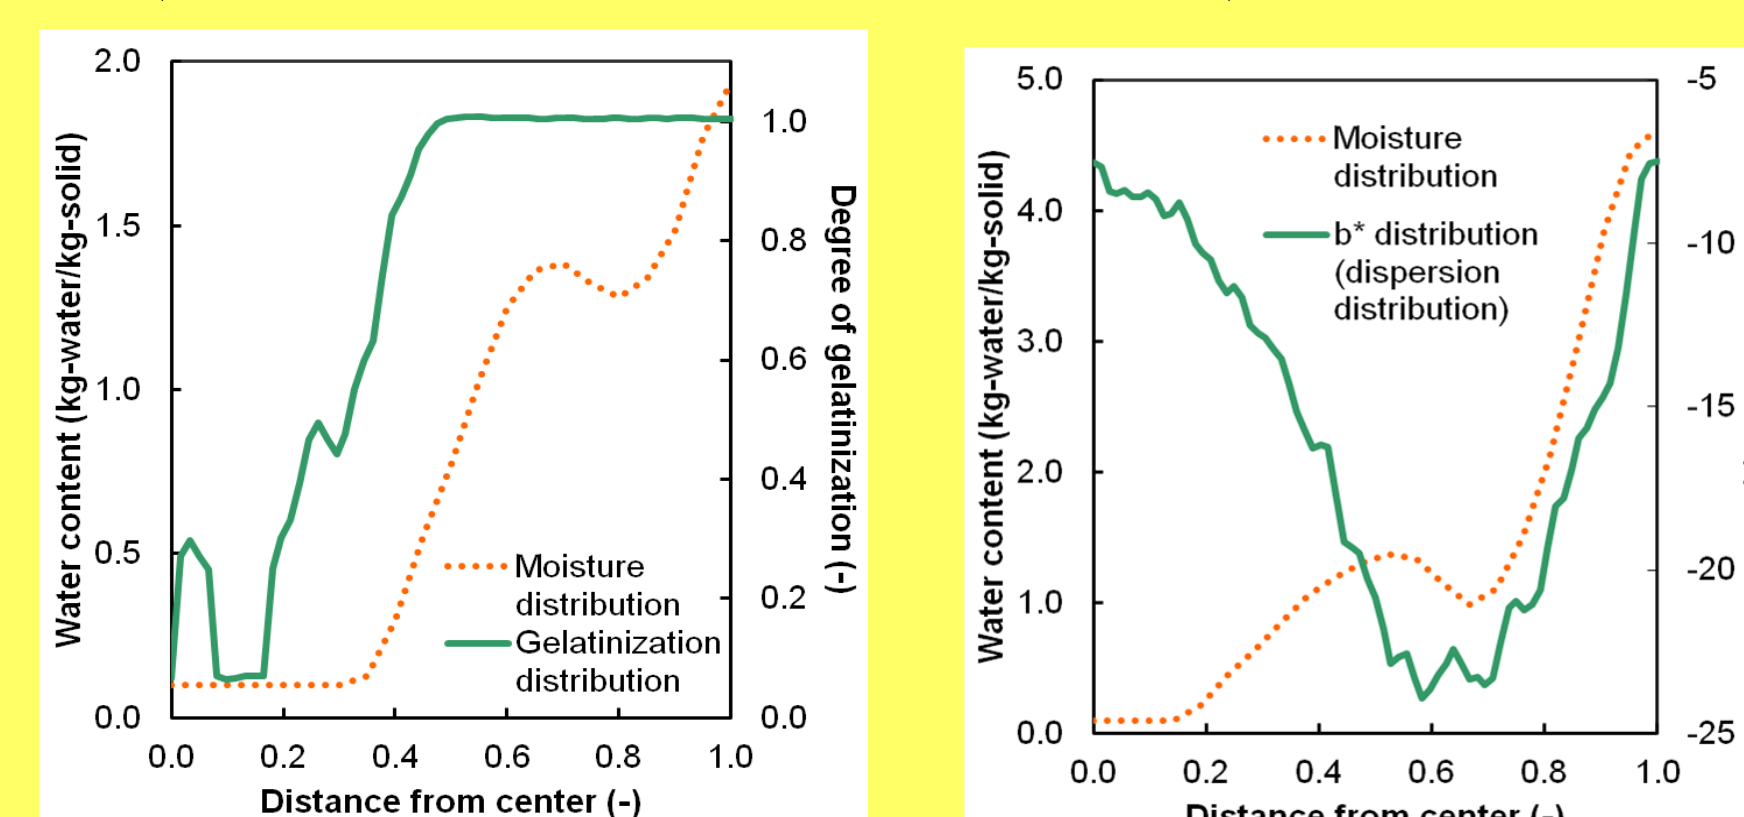 2.0
1.5
1.0
0.5
0.0
Water content (kg-water/kg-solid)
1.0
0.8
0.6
0.4
0.2
0.0
Degree of gelatinization (-)
Moisture
distribution
Gelatinization
distribution
0.0 0.2 0.4 0.6 0.8 1.0
Distance from center (-)
5.0
4.0
3.0
2.0
1.0
0.0
Water content (kg-water/kg-solid)
-5
-10
-15
-20
-25
Moisture
distribution
b* distribution
(dispersion
distribution)
0.0 0.2 0.4 0.6 0.8 1.0
Distance from center (-)